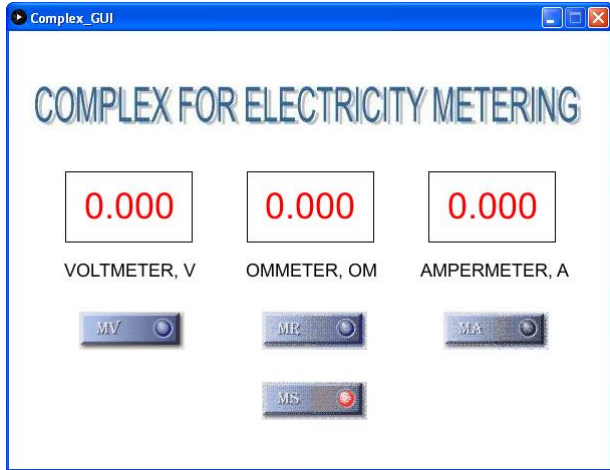 Complex_GUI
COMPLEX FOR ELECTRICITY METERING
0.000 0.000 0.000
VOLTMETER, V OMMETER, OM AMPERMETER, A
MV MR MA
MS